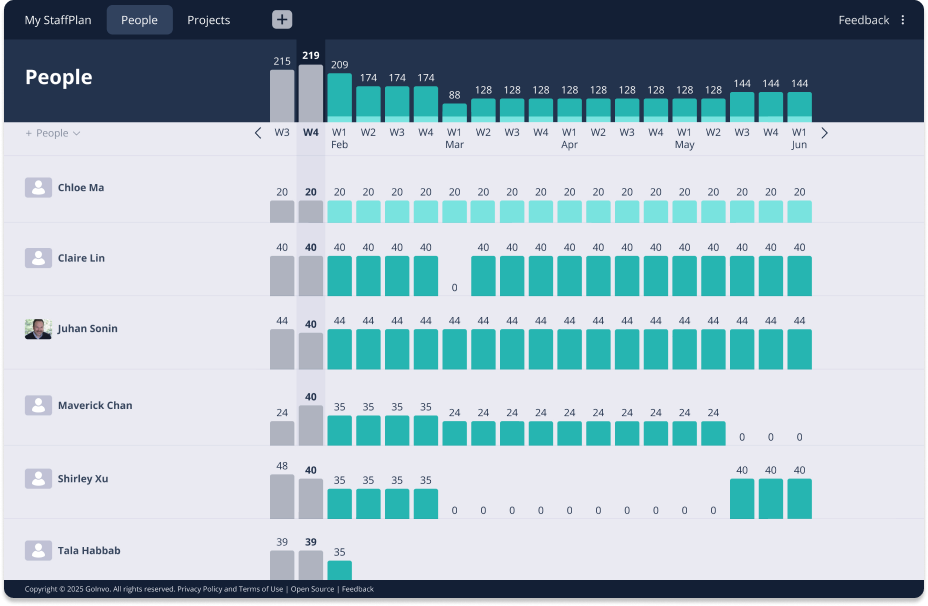 My StaffPlan People Projects + Feedback
People
215 219 209 174 174 174 88 128 128 128 128 128 128 128 128 128 144 144 144
+ People W3 W4 W1 W2 W3 W4 W1 W2 W3 W4 W1 W2 W3 W4 W1 W2 W3 W4 W1
Feb Mar Apr May Jun
Chloe Ma 20 20 20 20 20 20 20 20 20 20 20 20 20 20 20 20 20 20 20
Claire Lin 40 40 40 40 40 40 0 40 40 40 40 40 40 40 40 40 40 40 40
Juhan Sonin 44 40 44 44 44 44 44 44 44 44 44 44 44 44 44 44 44 44 44
Maverick Chan 24 40 35 35 35 35 24 24 24 24 24 24 24 24 24 24 0 0 0
Shirley Xu 48 40 35 35 35 35 0 0 0 0 0 0 0 0 0 0 40 40 40
Tala Habbab 39 39 35
Copyright © 2025 GoInvo. All rights reserved. Privacy Policy and Terms of Use | Open Source | Feedback